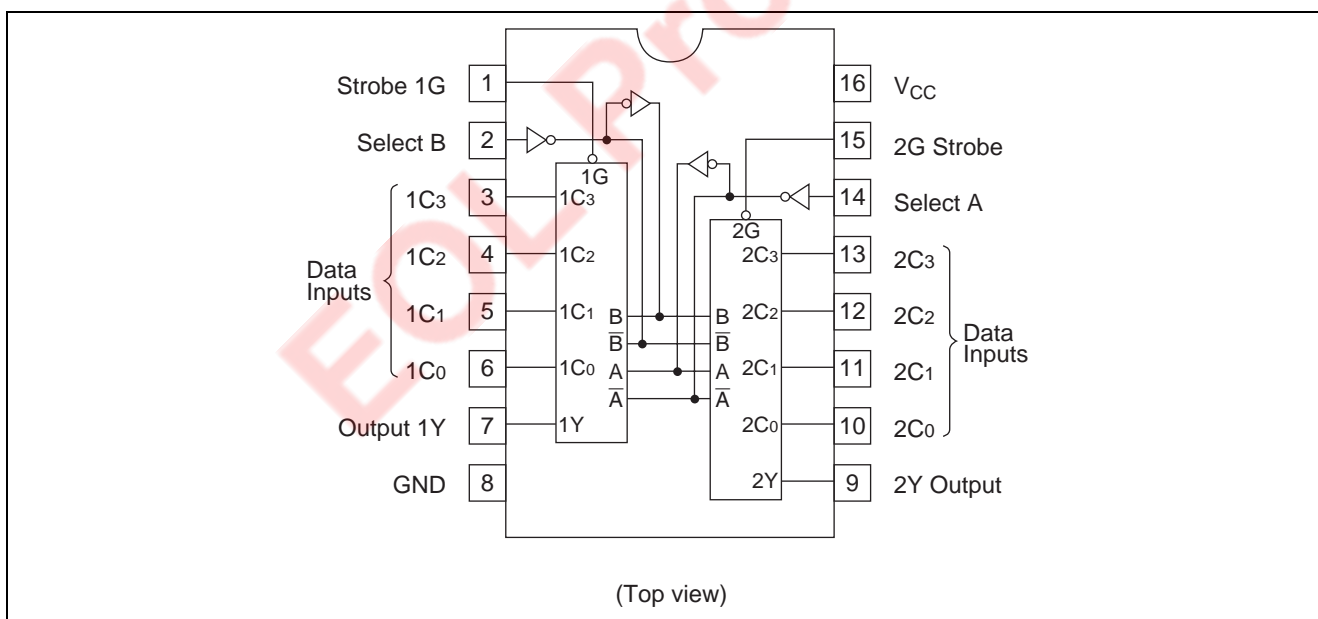 EOL Pro
Strobe 1G 1
Select B 2
1C3 3
1C2 4
1C1 5
1C0 6
Data
Inputs
Output 1Y 7
GND 8
1G
1C3
1C2
1C1
1C0
1Y
B
B̅
A
A̅
2G
B
B̅
A
A̅
2C3
2C2
2C1
2C0
2Y
16 VCC
15 2G Strobe
14 Select A
13 2C3
12 2C2
11 2C1
10 2C0
Data
Inputs
9 2Y Output
(Top view)